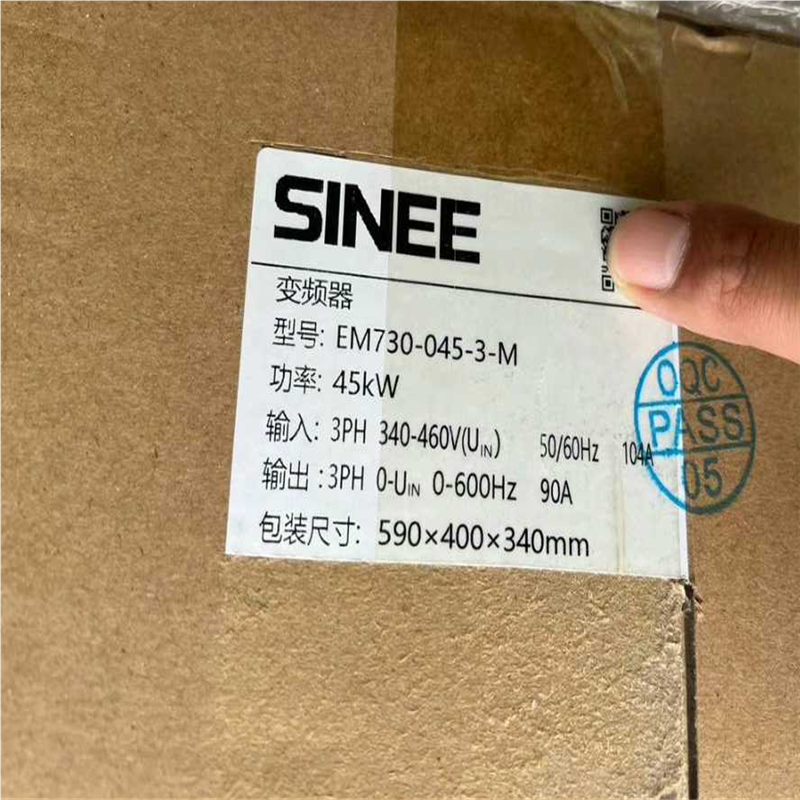 SINEE
变频器
型号: EM730-045-3-M
功率: 45kW
输入: 3PH 340-460V(UIN) 50/60Hz 104A
输出: 3PH 0-UIN 0-600Hz 90A
包装尺寸: 590×400×340mm
OQC
PASS
05